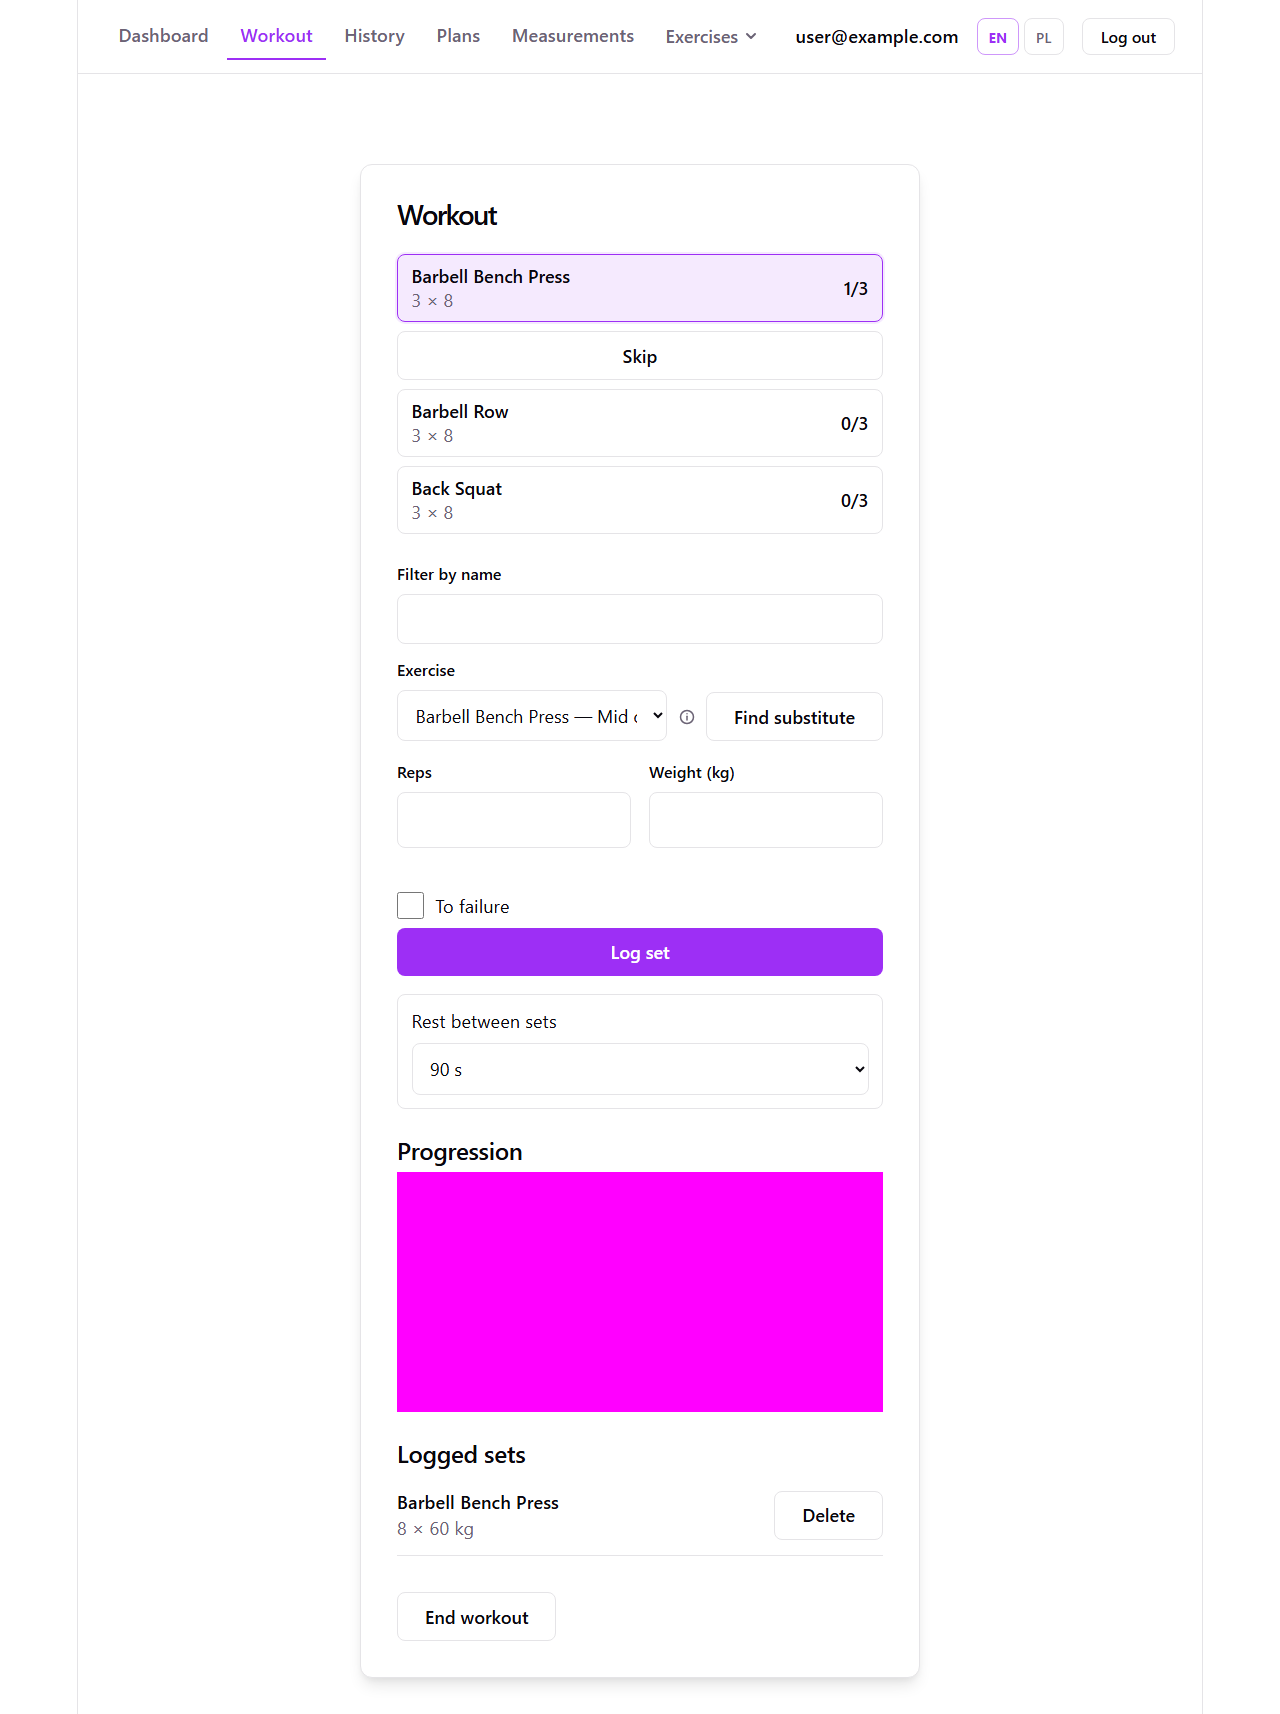 Dashboard Workout History Plans Measurements Exercises user@example.com EN PL Log out
Workout
Barbell Bench Press
3 × 8
1/3
Skip
Barbell Row
3 × 8
0/3
Back Squat
3 × 8
0/3
Filter by name
Exercise
Barbell Bench Press — Mid
Find substitute
Reps Weight (kg)
To failure
Log set
Rest between sets
90 s
Progression
Logged sets
Barbell Bench Press
8 × 60 kg
Delete
End workout